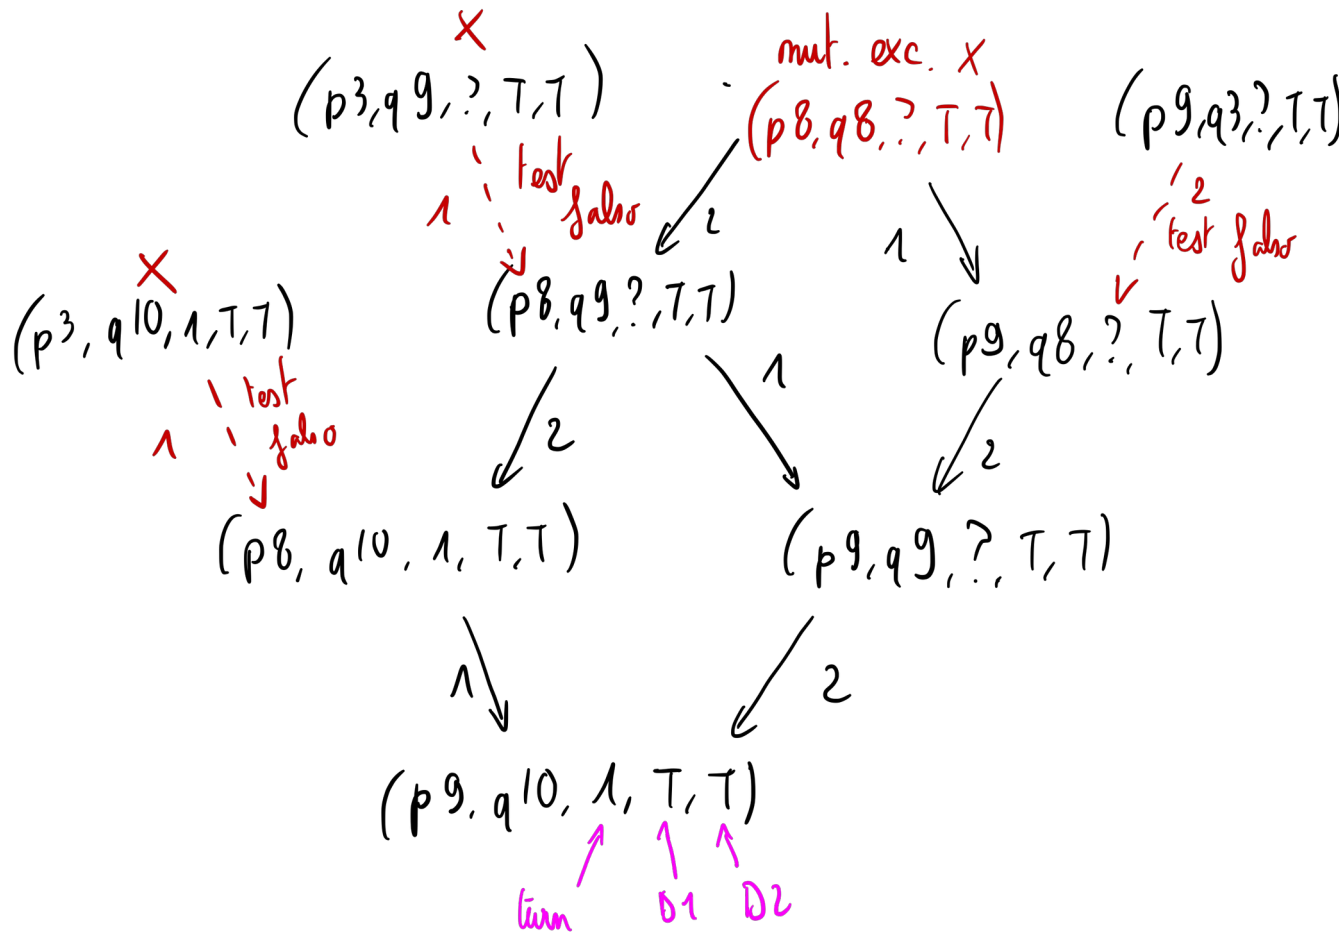 X
mut. exc. X
(p3,q9,?,T,T)
(p8,q8,?,T,T)
(p9,q3,?,T,T)
1
test
falso
2
1
2
test falso
X
(p3, q10, 1,T,T)
(p8,q9,?,T,T)
(p9,q8,?,T,T)
1
test
falso
2
1
2
(p8, q10, 1, T,T)
(p9,q9,?,T,T)
1
2
(p9, q10, 1, T, T)
turn
D1
D2